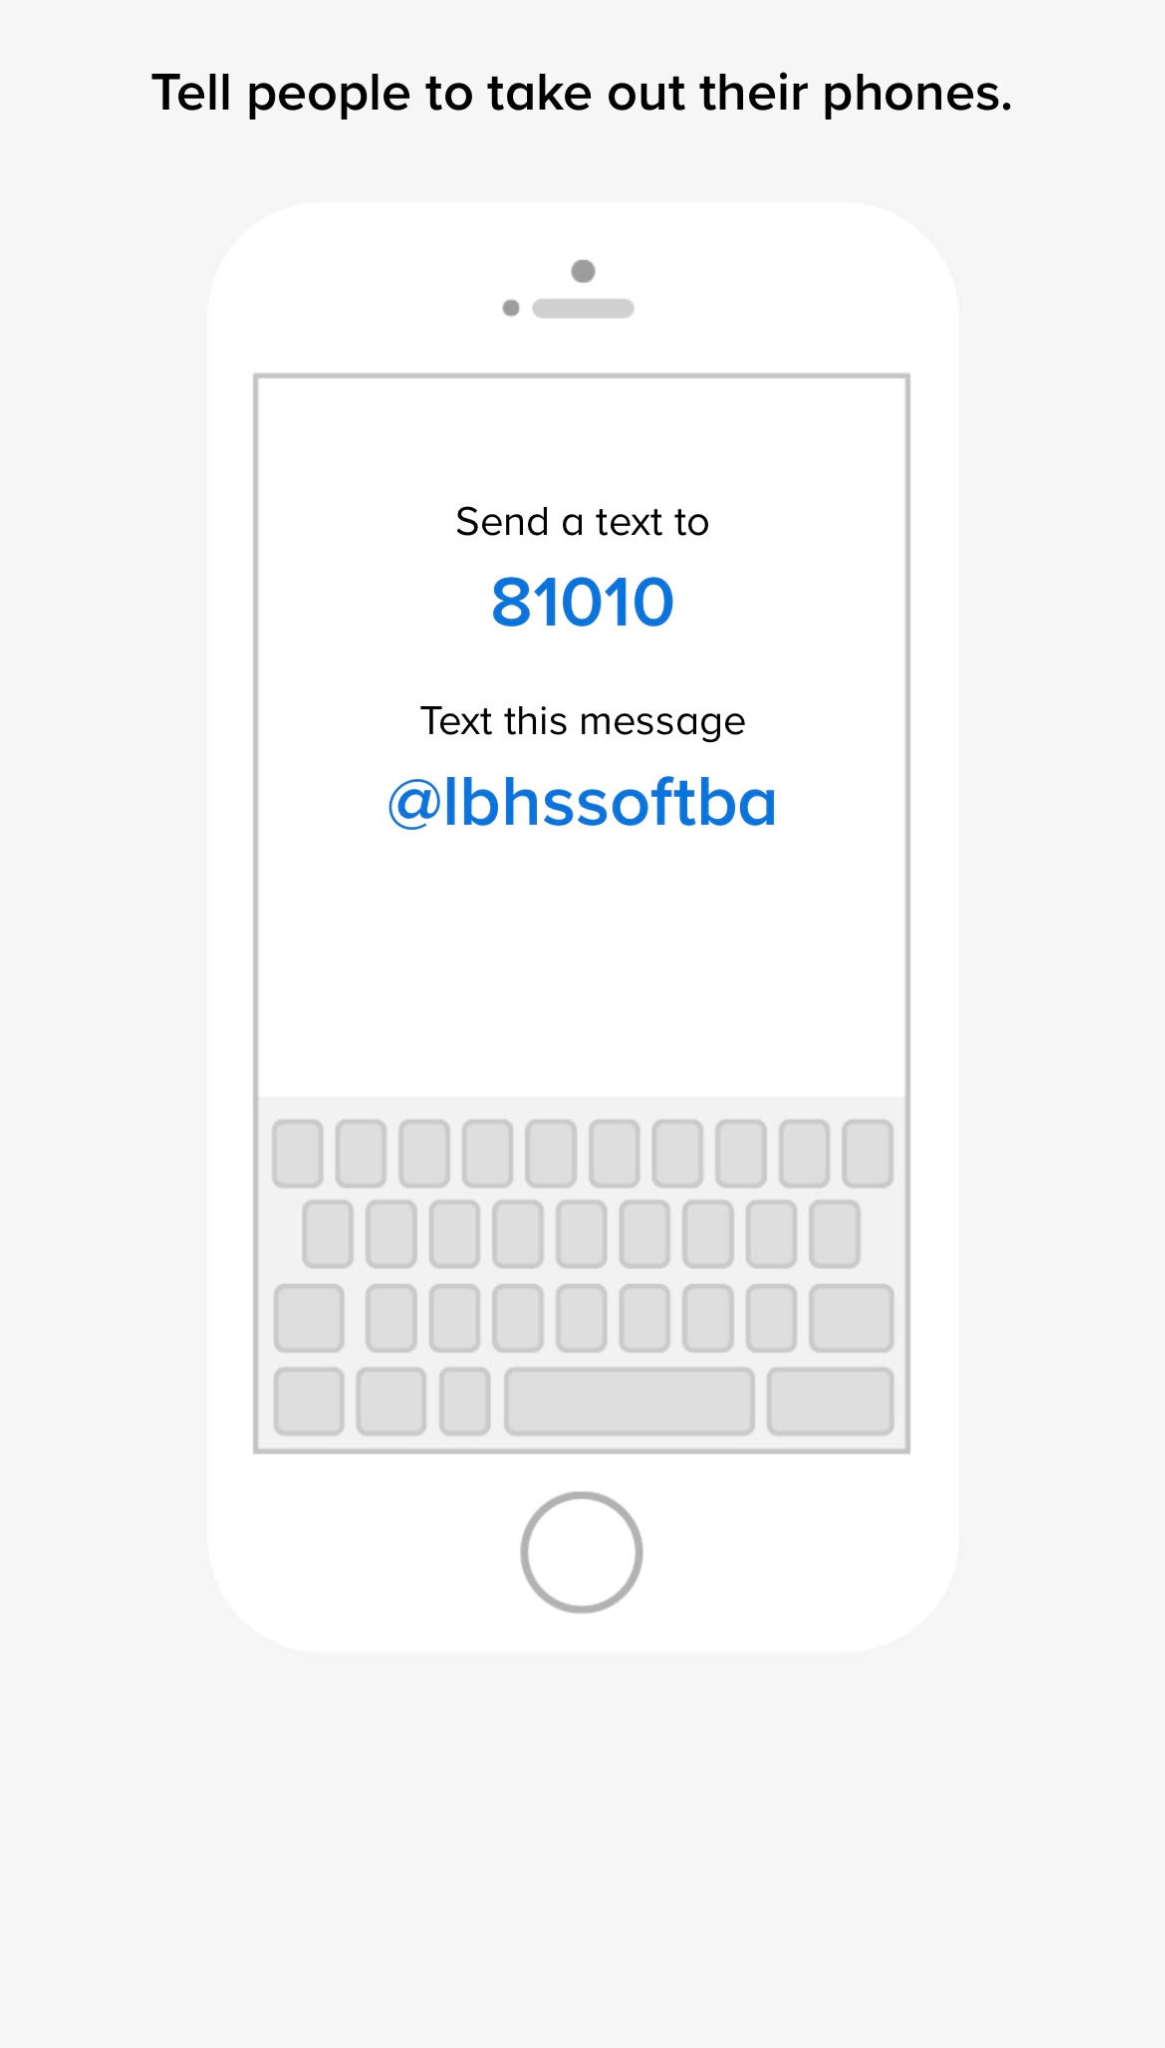 Tell people to take out their phones.
Send a text to
81010
Text this message
@lbhssoftba